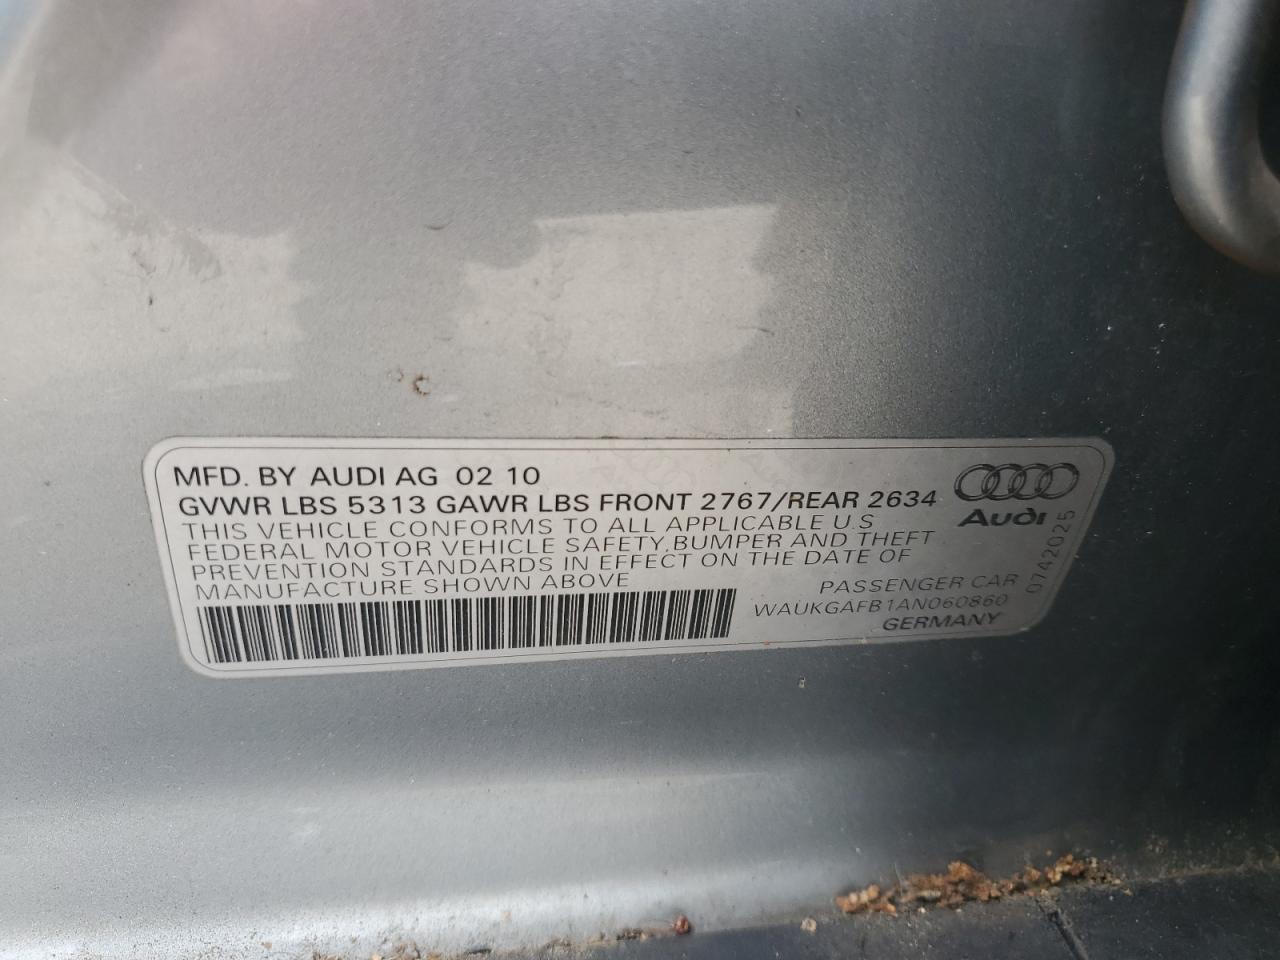 MFD. BY AUDI AG 02 10
GVWR LBS 5313 GAWR LBS FRONT 2767/REAR 2634
THIS VEHICLE CONFORMS TO ALL APPLICABLE U.S
FEDERAL MOTOR VEHICLE SAFETY,BUMPER AND THEFT
PREVENTION STANDARDS IN EFFECT ON THE DATE OF
MANUFACTURE SHOWN ABOVE
Audi
PASSENGER CAR
WAUKGAFB1AN060860
GERMANY
0742025